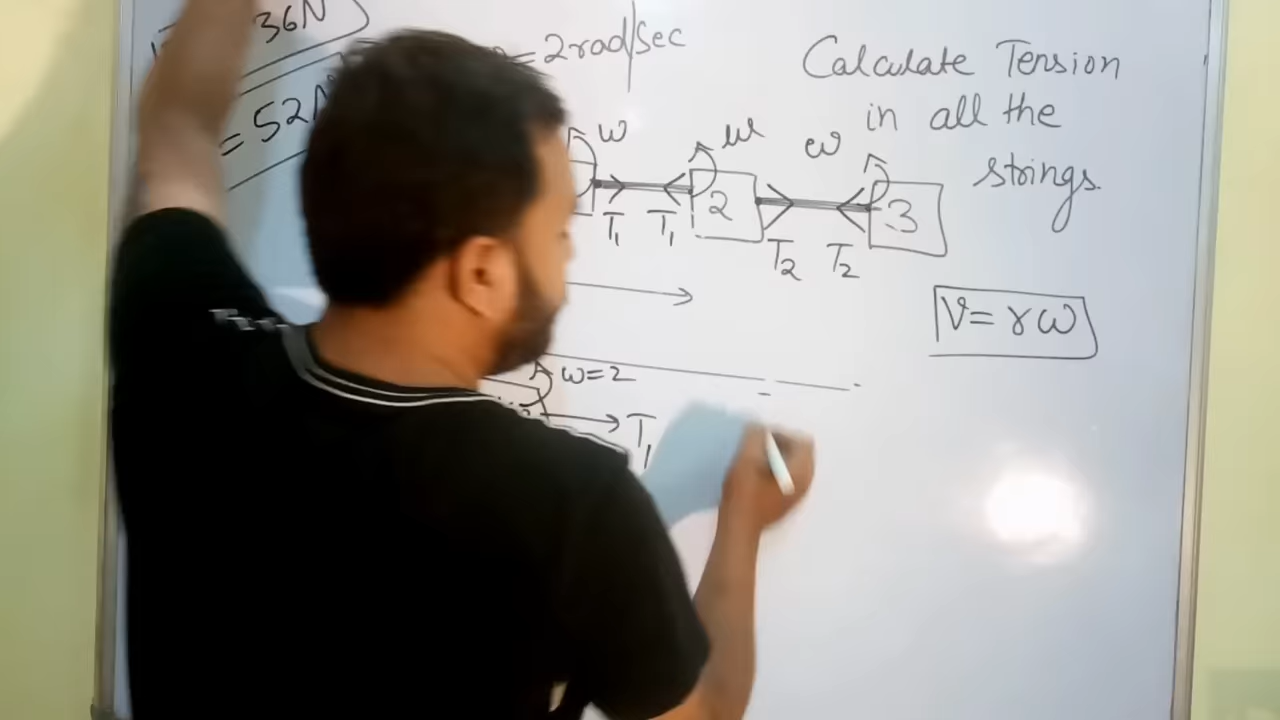 36N
= 52N
= 2rad/sec
Calculate Tension
in all the
strings.
ω ω ω
2 3
T₁ T₁ T₂ T₂
V = rω
ω = 2
T₁